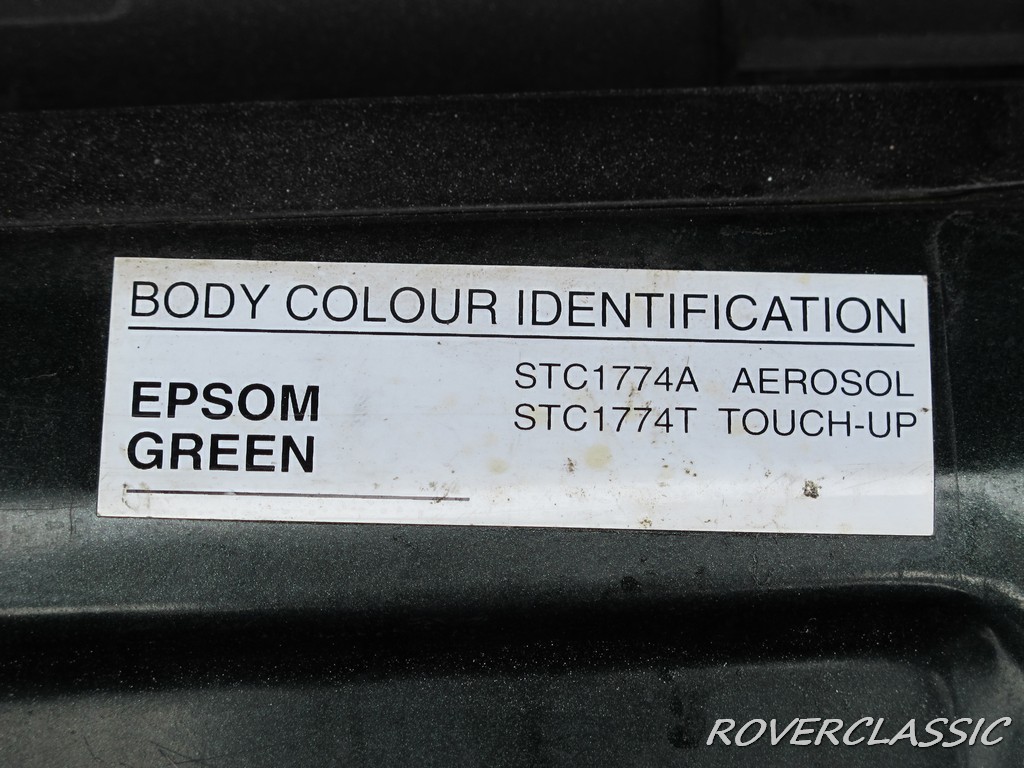 BODY COLOUR IDENTIFICATION
EPSOM
GREEN
STC1774A AEROSOL
STC1774T TOUCH-UP
ROVERCLASSIC